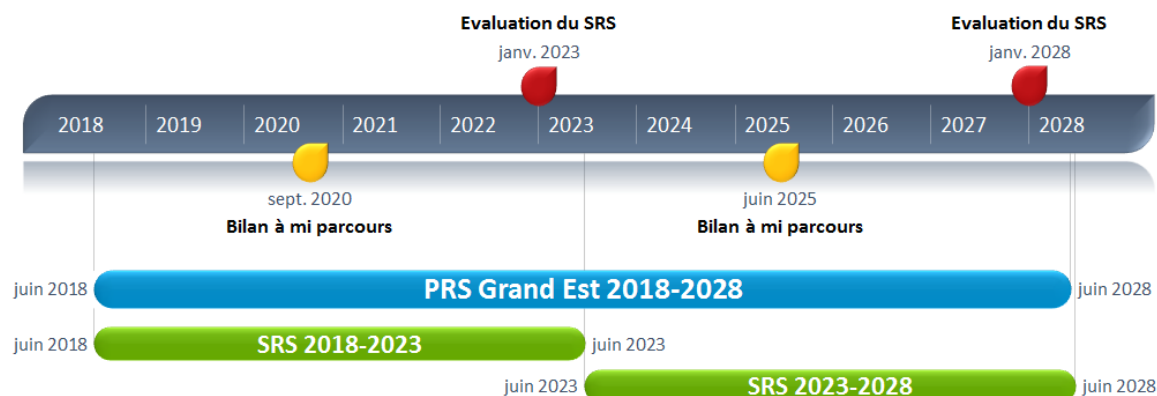 Evaluation du SRS
janv. 2023
Evaluation du SRS
janv. 2028
2018 2019 2020 2021 2022 2023 2024 2025 2026 2027 2028
sept. 2020
Bilan à mi parcours
juin 2025
Bilan à mi parcours
juin 2018 PRS Grand Est 2018-2028 juin 2028
juin 2018 SRS 2018-2023 juin 2023
juin 2023 SRS 2023-2028 juin 2028